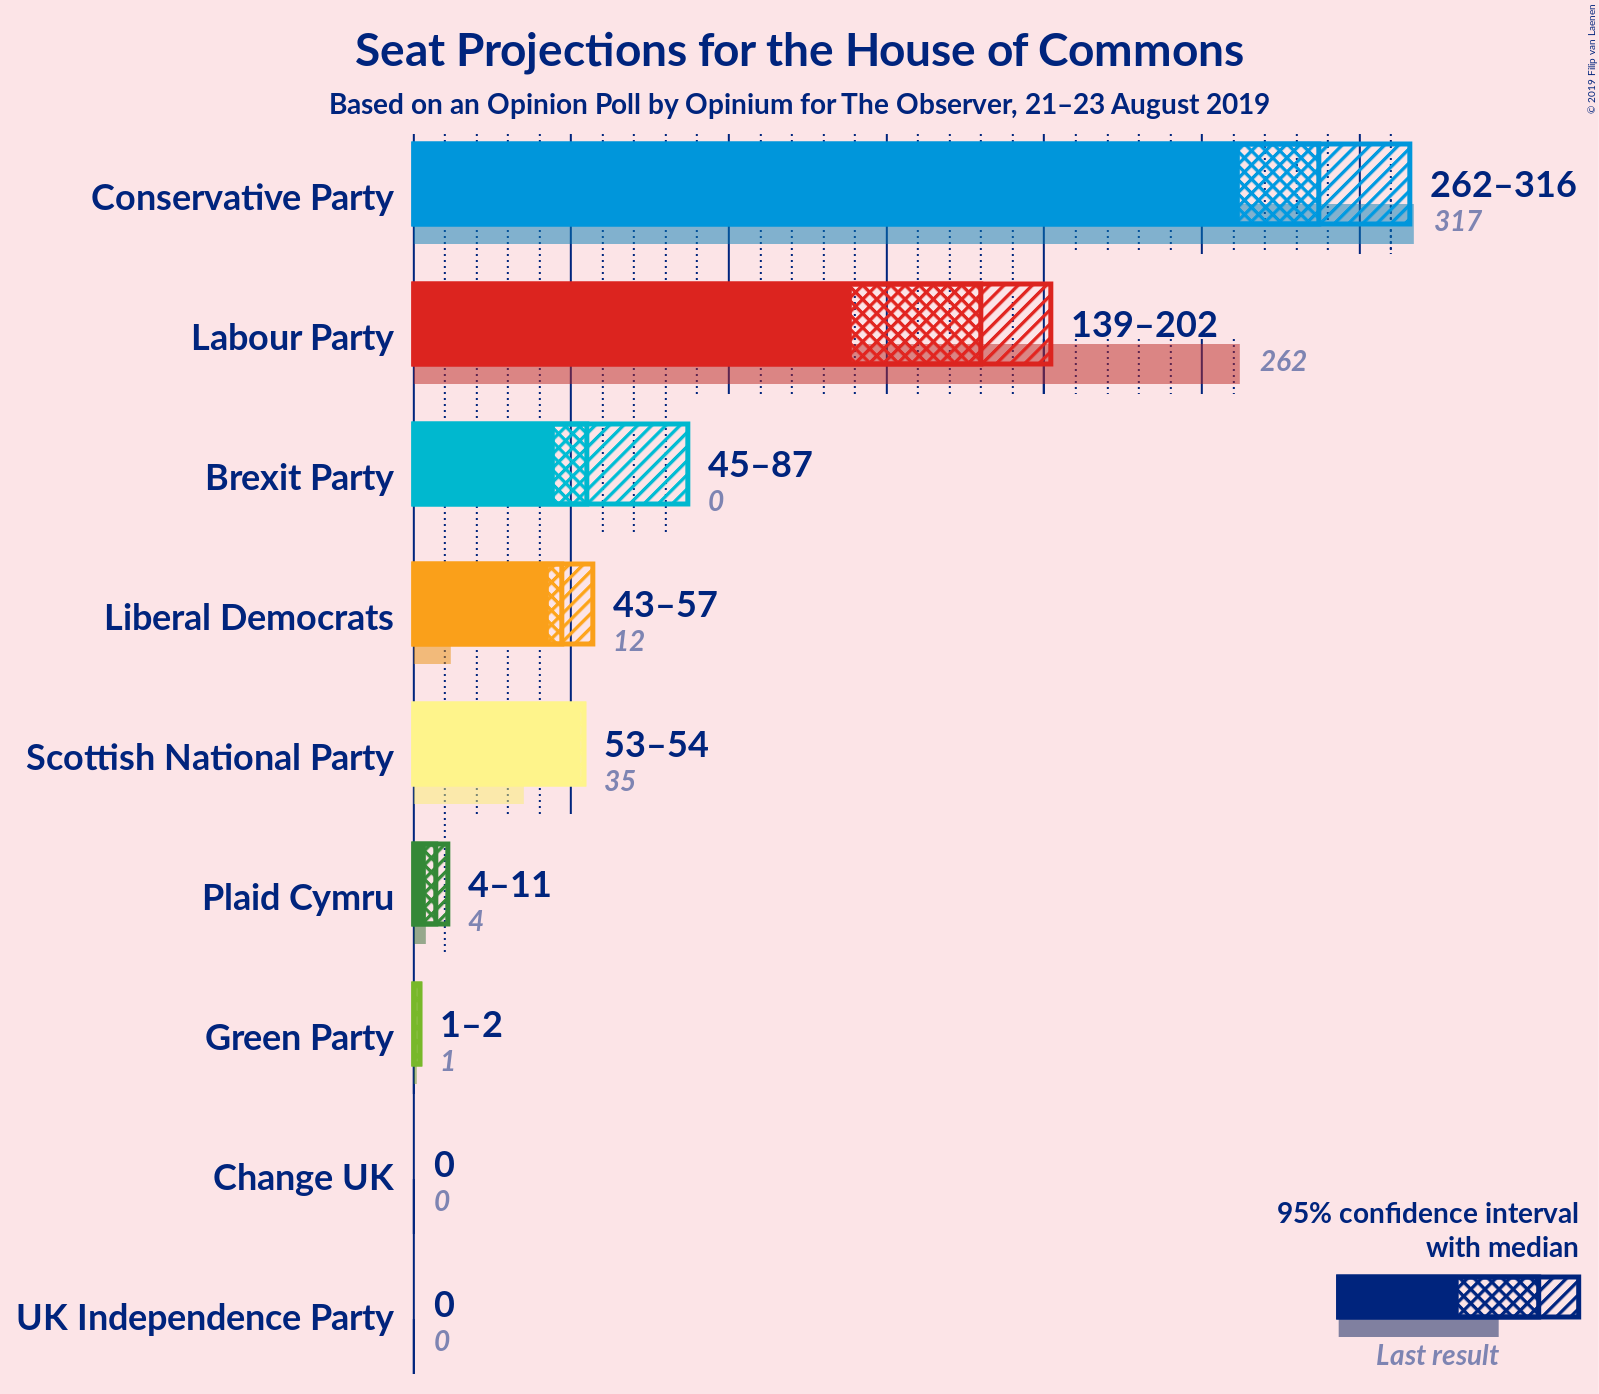 Seat Projections for the House of Commons
Based on an Opinion Poll by Opinium for The Observer, 21–23 August 2019
© 2019 Filip van Laenen
Conservative Party
262–316
317
Labour Party
139–202
262
Brexit Party
45–87
0
Liberal Democrats
43–57
12
Scottish National Party
53–54
35
Plaid Cymru
4–11
4
Green Party
1–2
1
Change UK
0
0
UK Independence Party
0
0
95% confidence interval
with median
Last result